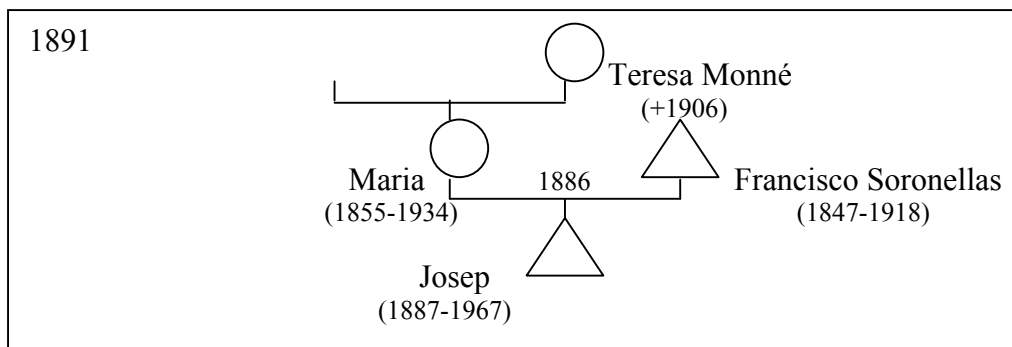 1891
Teresa Monné
(+1906)
Maria
(1855-1934)
1886
Francisco Soronellas
(1847-1918)
Josep
(1887-1967)